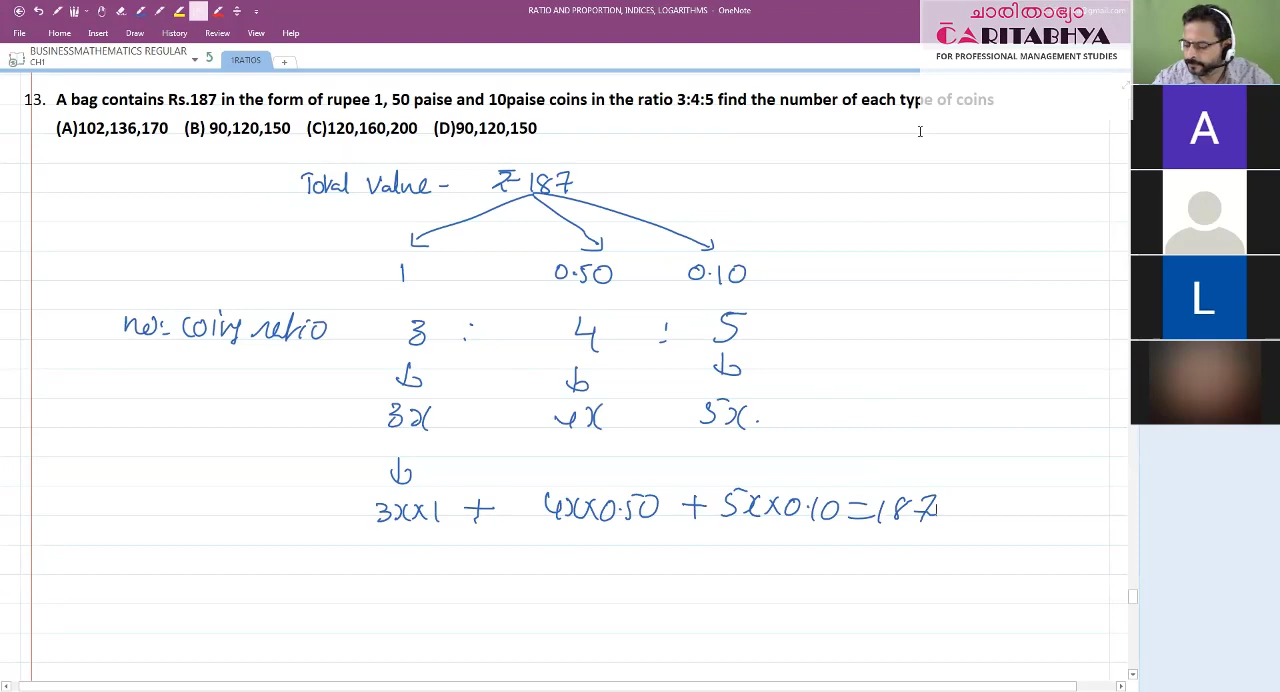 RATIO AND PROPORTION, INDICES, LOGARITHMS. - OneNote
File Home Insert Draw History Review View Help
ചാരിതാഭ്യാ
CARITABHYA
FOR PROFESSIONAL MANAGEMENT STUDIES
BUSINESSMATHEMATICS REGULAR
CH1
1RATIOS
13. A bag contains Rs.187 in the form of rupee 1, 50 paise and 10paise coins in the ratio 3:4:5 find the number of each type of coins
(A)102,136,170 (B) 90,120,150 (C)120,160,200 (D)90,120,150
Total Value - ₹ 187
1 0.50 0.10
no: coins ratio 3 : 4 : 5
3x 4x 5x.
3x×1 + 4x×0.50 + 5x×0.10=187
A
L